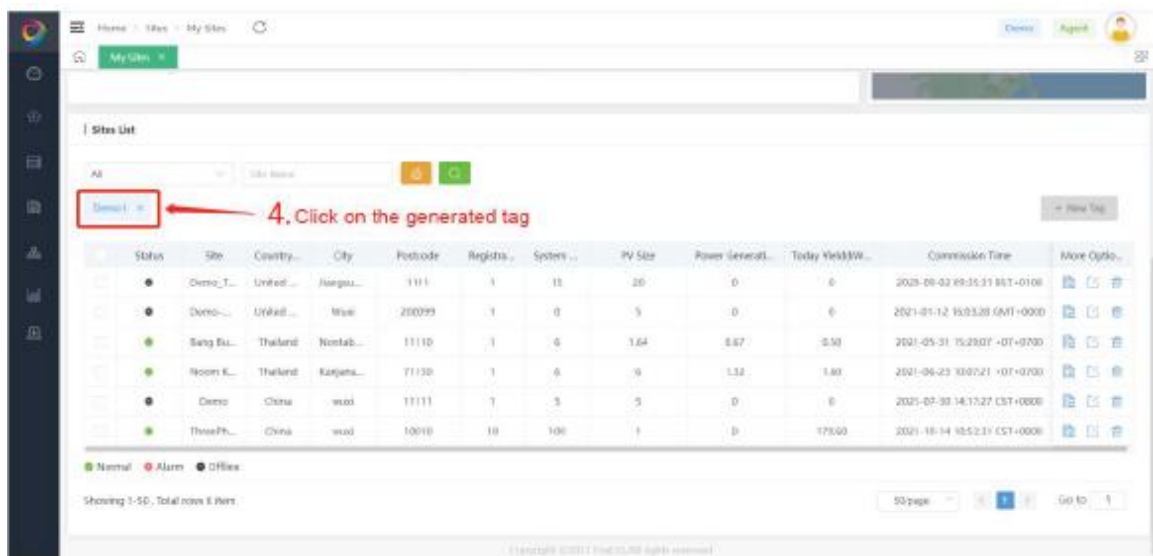 Home / Sites / My Sites
Demo Agent
My Sites ×
Sites List
All Site Name
Demo1 ×
4. Click on the generated tag
+ New Tag
Status Site Country... City Postcode Registra... System ... PV Size Power Generati... Today Yield(kW... Commission Time More Optio...
Demo_T... United ... Jiangsu... 1111 1 15 20 0 0
Demo-... United ... Wuxi 200099 1 0 5 0 0 2021-01-12 16:03:28 GMT+0000
Bang Bu... Thailand Nontab... 11110 1 6 1.64 0.67 0.50 2021-05-31 15:29:07 +07+0700
Noom K... Thailand Kanjana... 71130 1 6 6 1.52 1.60 2021-06-23 10:07:21 +07+0700
Demo China wuxi 11111 1 5 5 0 0 2021-07-30 14:17:27 CST+0800
ThreePh... China wuxi 10010 10 100 1 0 179.60 2021-10-14 10:52:31 CST+0800
Normal Alarm Offline
Showing 1-50 , Total rows 6 item
50/page 1 Go to 1